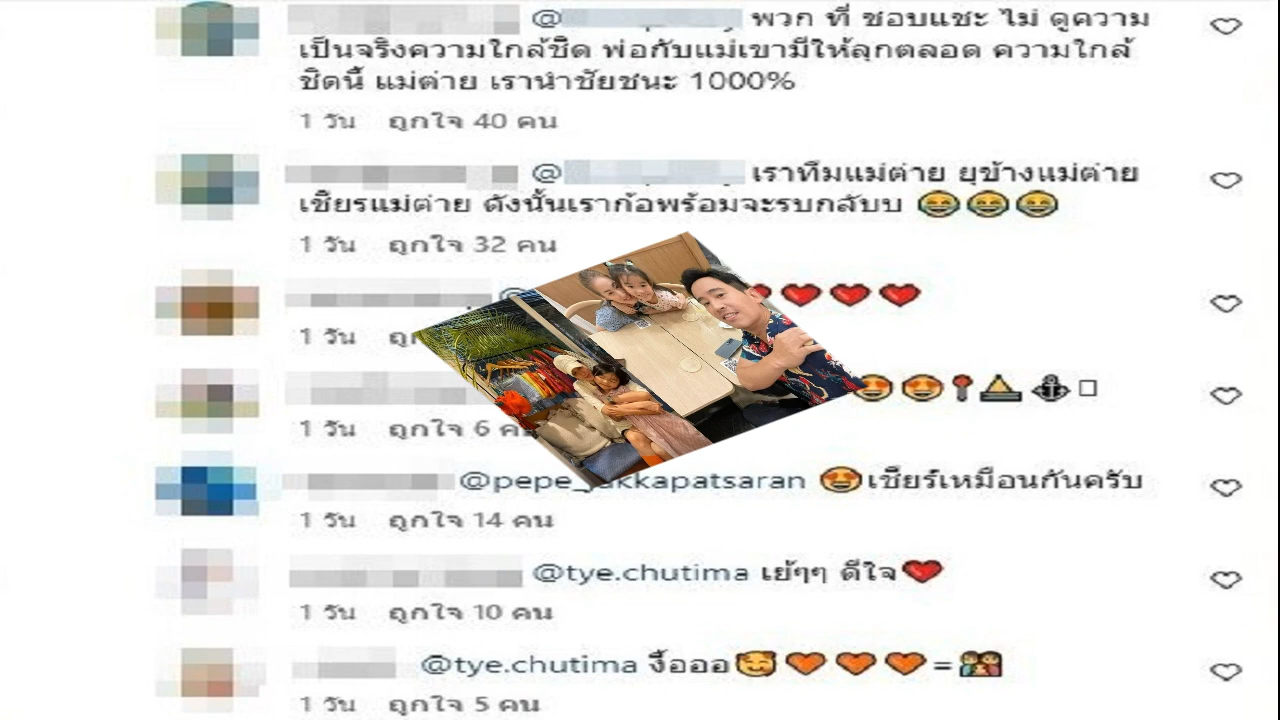 @ พวก ที่ ชอบแซะ ไม่ ดูความ
เป็นจริงความใกล้ชิด พ่อกับแม่เขามีให้ลูกตลอด ความใกล้
ชิดนี้ แม่ต่าย เรานำชัยชนะ 1000%
1 วัน ถูกใจ 40 คน
@ เราทีมแม่ต่าย ยุข้างแม่ต่าย
เชียรแม่ต่าย ดังนั้นเราก้อพร้อมจะรบกลับบ 😂😂😂
1 วัน ถูกใจ 32 คน
❤️❤️❤️❤️
1 วัน
😍😍📍⛵⚓□
1 วัน ถูกใจ 6
@pepe_ kkapatsaran 😍เชียร์เหมือนกันครับ
1 วัน ถูกใจ 14 คน
@tye.chutima เย้ๆๆ ดีใจ❤️
1 วัน ถูกใจ 10 คน
@tye.chutima งื้อออ🥰🧡🧡🧡=👨‍👩‍👧
1 วัน ถูกใจ 5 คน